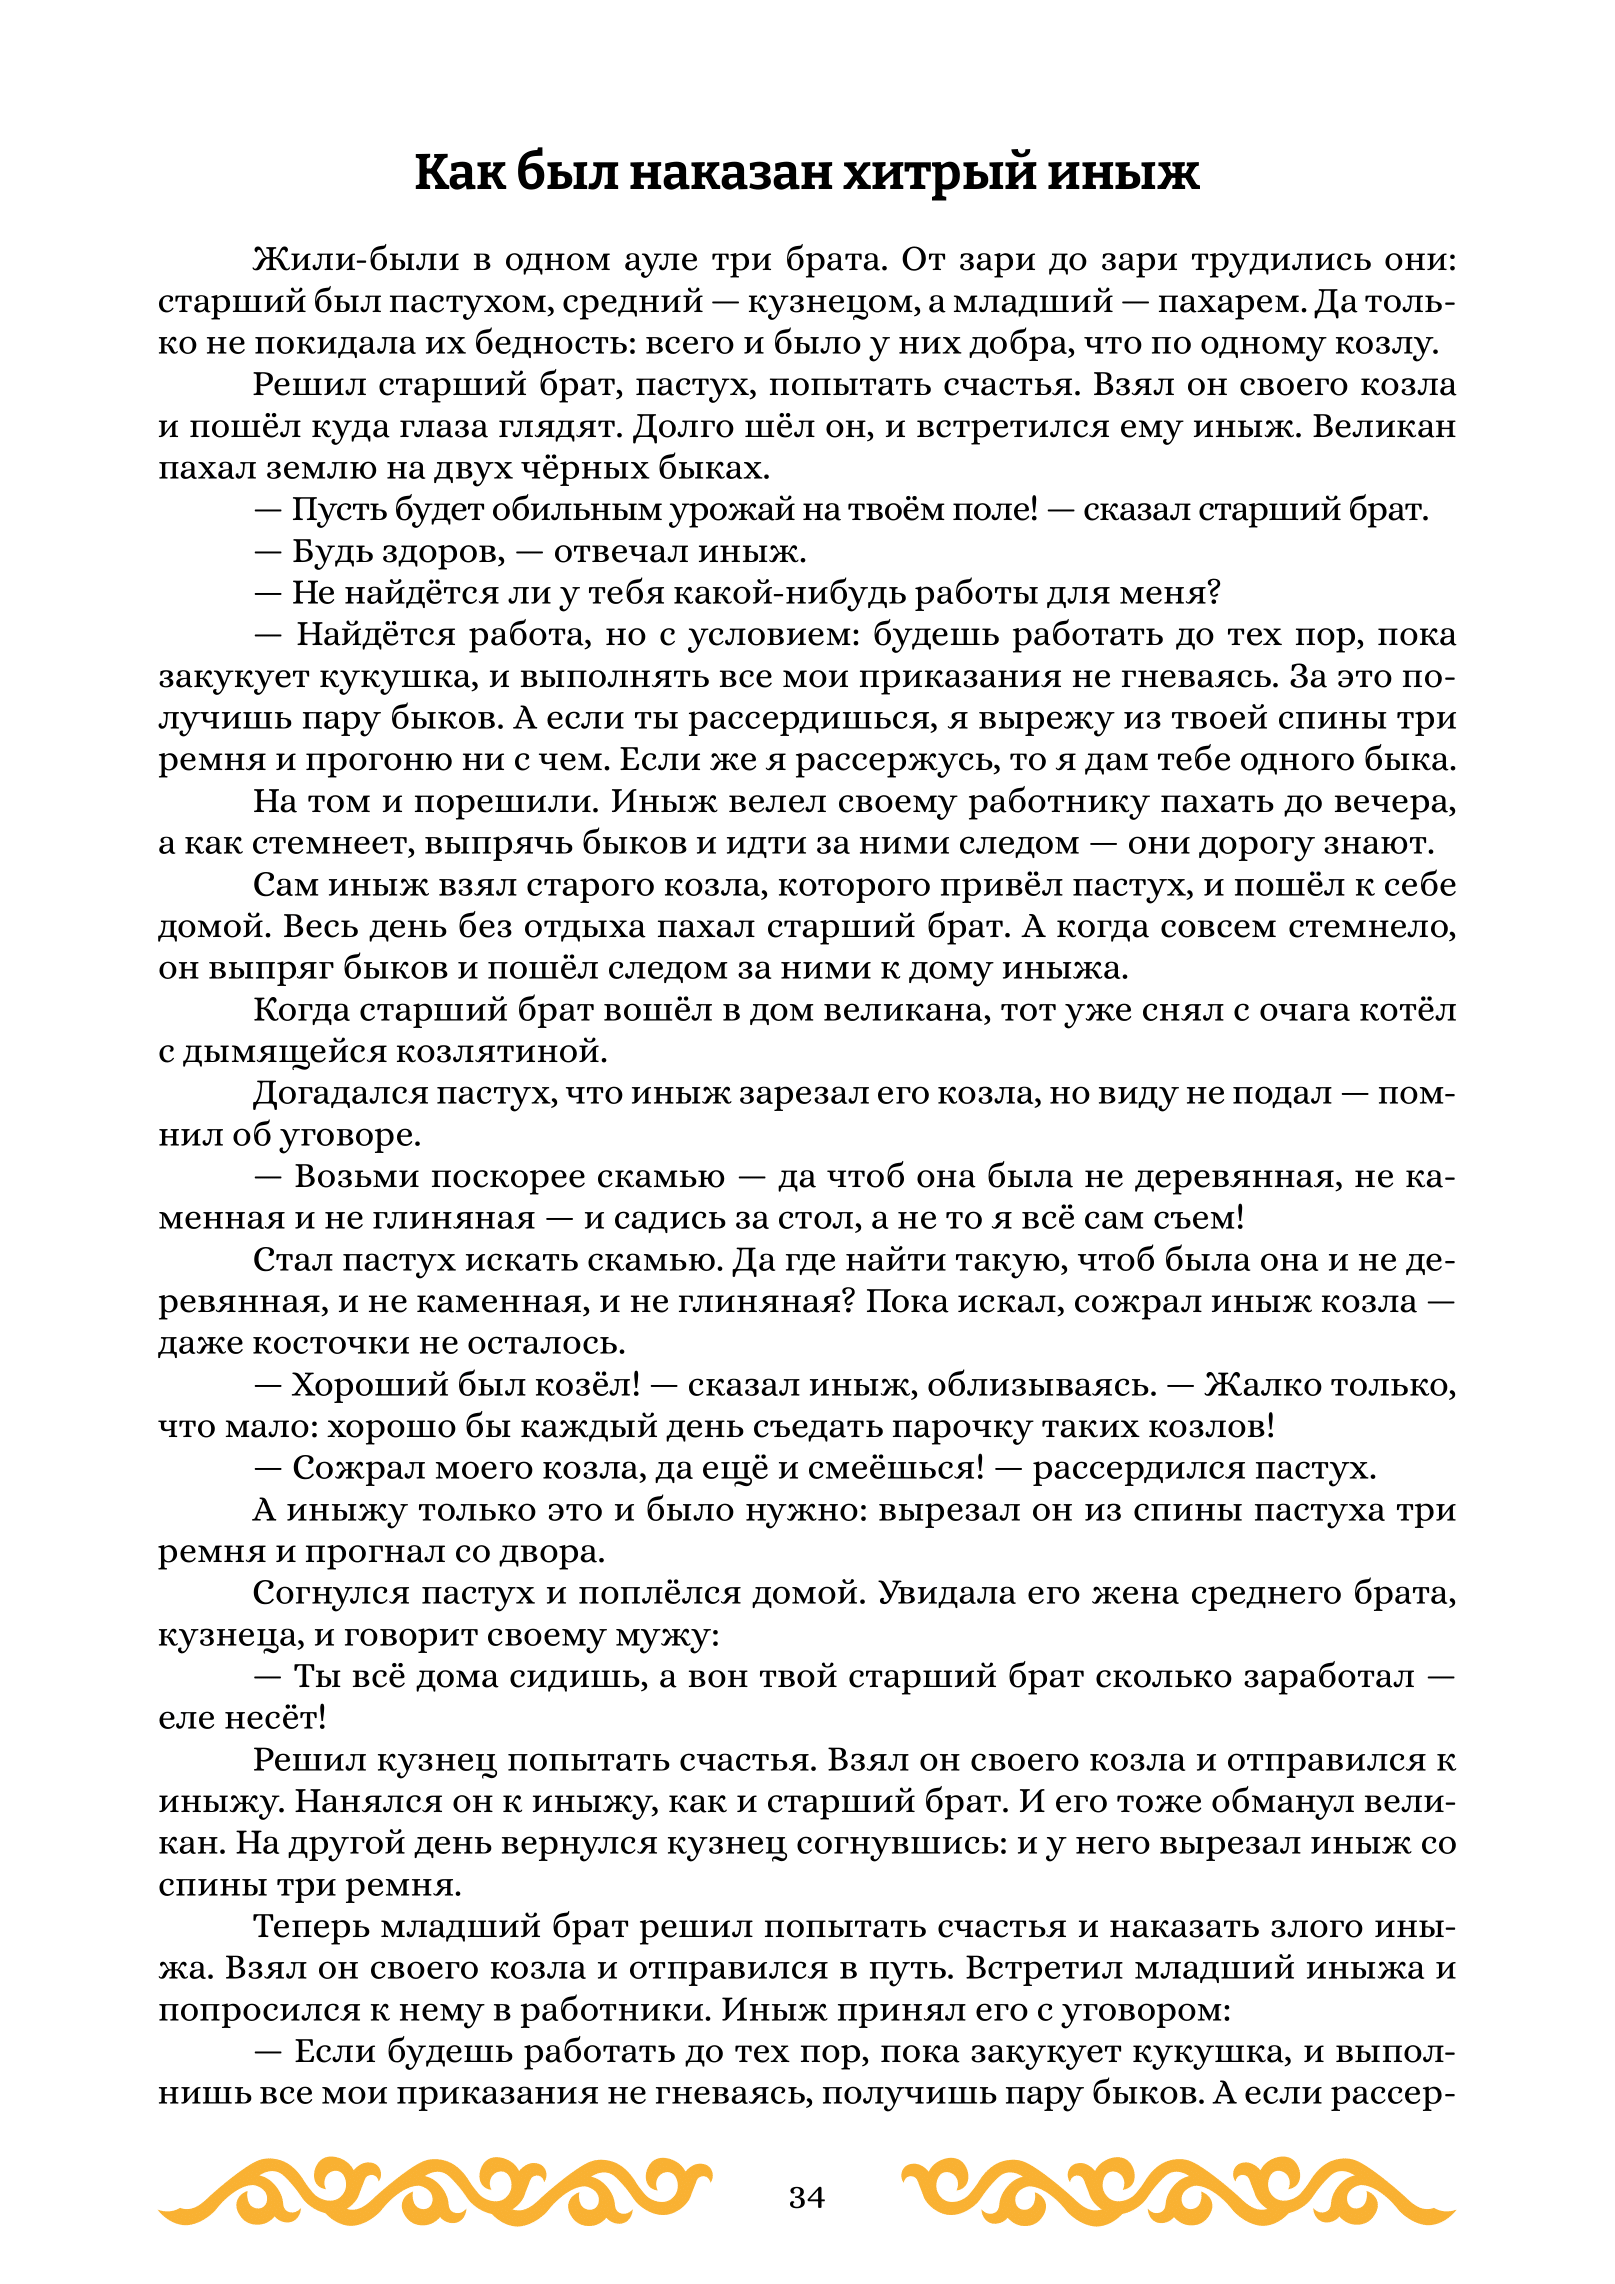 Как был наказан хитрый иныж
Жили-были в одном ауле три брата. От зари до зари трудились они:
старший был пастухом, средний — кузнецом, а младший — пахарем. Да толь-
ко не покидала их бедность: всего и было у них добра, что по одному козлу.
Решил старший брат, пастух, попытать счастья. Взял он своего козла
и пошёл куда глаза глядят. Долго шёл он, и встретился ему иныж. Великан
пахал землю на двух чёрных быках.
— Пусть будет обильным урожай на твоём поле! — сказал старший брат.
— Будь здоров, — отвечал иныж.
— Не найдётся ли у тебя какой-нибудь работы для меня?
— Найдётся работа, но с условием: будешь работать до тех пор, пока
закукует кукушка, и выполнять все мои приказания не гневаясь. За это по-
лучишь пару быков. А если ты рассердишься, я вырежу из твоей спины три
ремня и прогоню ни с чем. Если же я рассержусь, то я дам тебе одного быка.
На том и порешили. Иныж велел своему работнику пахать до вечера,
а как стемнеет, выпрячь быков и идти за ними следом — они дорогу знают.
Сам иныж взял старого козла, которого привёл пастух, и пошёл к себе
домой. Весь день без отдыха пахал старший брат. А когда совсем стемнело,
он выпряг быков и пошёл следом за ними к дому иныжа.
Когда старший брат вошёл в дом великана, тот уже снял с очага котёл
с дымящейся козлятиной.
Догадался пастух, что иныж зарезал его козла, но виду не подал — пом-
нил об уговоре.
— Возьми поскорее скамью — да чтоб она была не деревянная, не ка-
менная и не глиняная — и садись за стол, а не то я всё сам съем!
Стал пастух искать скамью. Да где найти такую, чтоб была она и не де-
ревянная, и не каменная, и не глиняная? Пока искал, сожрал иныж козла —
даже косточки не осталось.
— Хороший был козёл! — сказал иныж, облизываясь. — Жалко только,
что мало: хорошо бы каждый день съедать парочку таких козлов!
— Сожрал моего козла, да ещё и смеёшься! — рассердился пастух.
А иныжу только это и было нужно: вырезал он из спины пастуха три
ремня и прогнал со двора.
Согнулся пастух и поплёлся домой. Увидала его жена среднего брата,
кузнеца, и говорит своему мужу:
— Ты всё дома сидишь, а вон твой старший брат сколько заработал —
еле несёт!
Решил кузнец попытать счастья. Взял он своего козла и отправился к
иныжу. Нанялся он к иныжу, как и старший брат. И его тоже обманул вели-
кан. На другой день вернулся кузнец согнувшись: и у него вырезал иныж со
спины три ремня.
Теперь младший брат решил попытать счастья и наказать злого ины-
жа. Взял он своего козла и отправился в путь. Встретил младший иныжа и
попросился к нему в работники. Иныж принял его с уговором:
— Если будешь работать до тех пор, пока закукует кукушка, и выпол-
нишь все мои приказания не гневаясь, получишь пару быков. А если рассер-
34